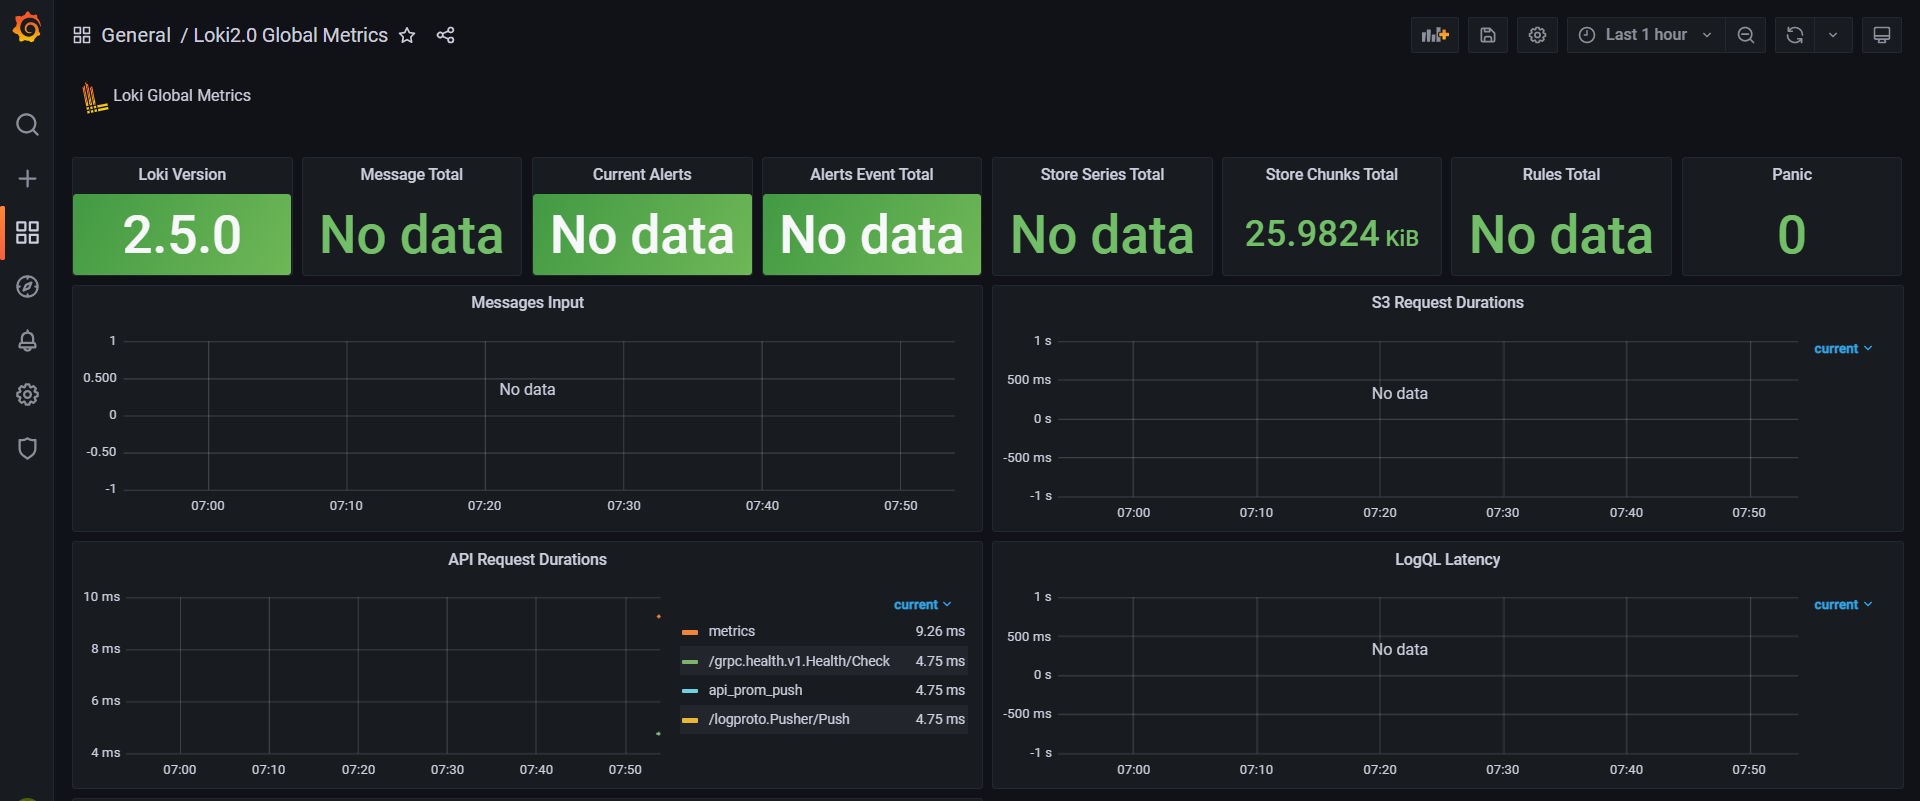 General / Loki2.0 Global Metrics
Last 1 hour
Loki Global Metrics
Loki Version
2.5.0
Message Total
No data
Current Alerts
No data
Alerts Event Total
No data
Store Series Total
No data
Store Chunks Total
25.9824 KiB
Rules Total
No data
Panic
0
Messages Input
1
0.500
0
-0.50
-1
No data
07:00 07:10 07:20 07:30 07:40 07:50
S3 Request Durations
1 s
500 ms
0 s
-500 ms
-1 s
No data
07:00 07:10 07:20 07:30 07:40 07:50
current
API Request Durations
10 ms
8 ms
6 ms
4 ms
07:00 07:10 07:20 07:30 07:40 07:50
current
metrics 9.26 ms
/grpc.health.v1.Health/Check 4.75 ms
api_prom_push 4.75 ms
/logproto.Pusher/Push 4.75 ms
LogQL Latency
1 s
500 ms
0 s
-500 ms
-1 s
No data
07:00 07:10 07:20 07:30 07:40 07:50
current